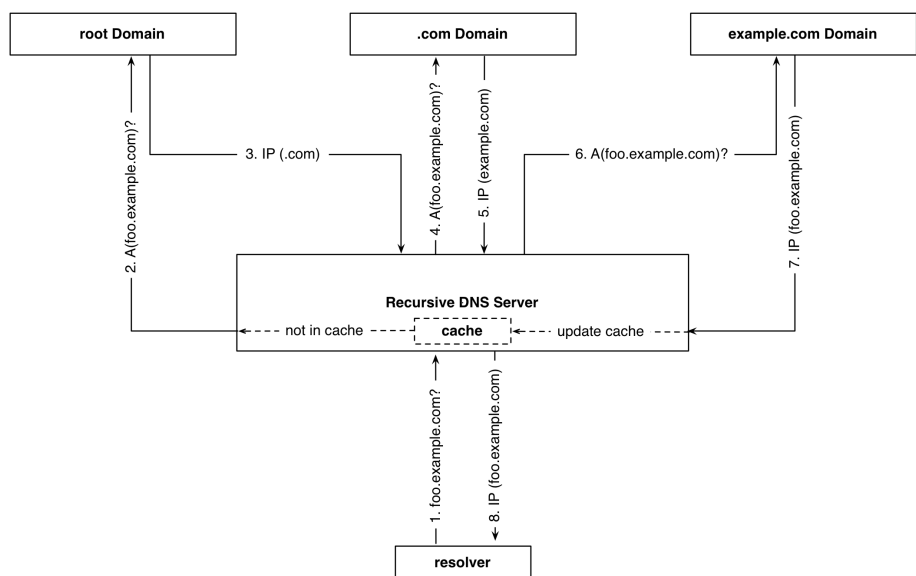 root Domain
.com Domain
example.com Domain
2. A(foo.example.com)?
3. IP (.com)
4. A(foo.example.com)?
5. IP (example.com)
6. A(foo.example.com)?
7. IP (foo.example.com)
Recursive DNS Server
not in cache
cache
update cache
1. foo.example.com?
8. IP (foo.example.com)
resolver